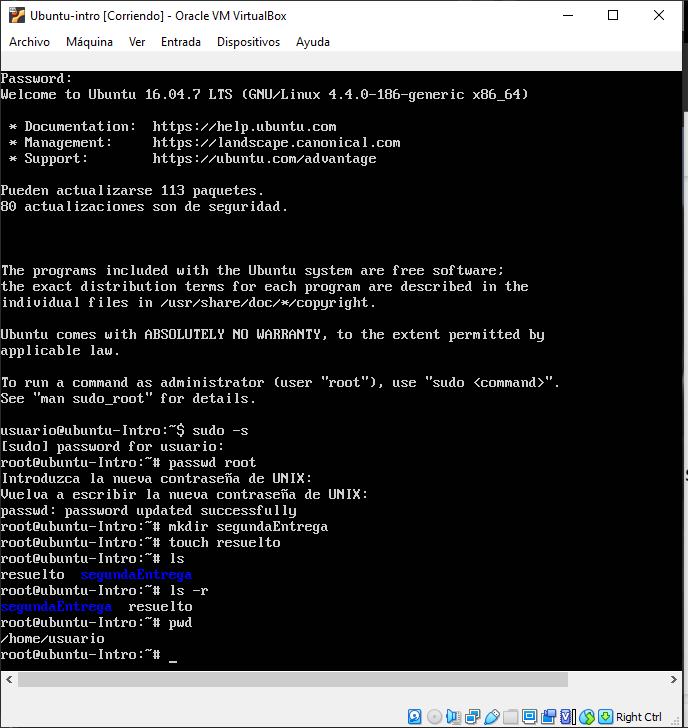 Ubuntu-intro [Corriendo] - Oracle VM VirtualBox
Archivo Máquina Ver Entrada Dispositivos Ayuda
Password:
Welcome to Ubuntu 16.04.7 LTS (GNU/Linux 4.4.0-186-generic x86_64)
* Documentation: https://help.ubuntu.com
* Management: https://landscape.canonical.com
* Support: https://ubuntu.com/advantage
Pueden actualizarse 113 paquetes.
80 actualizaciones son de seguridad.
The programs included with the Ubuntu system are free software;
the exact distribution terms for each program are described in the
individual files in /usr/share/doc/*/copyright.
Ubuntu comes with ABSOLUTELY NO WARRANTY, to the extent permitted by
applicable law.
To run a command as administrator (user "root"), use "sudo <command>".
See "man sudo_root" for details.
usuario@ubuntu-Intro:~$ sudo -s
[sudo] password for usuario:
root@ubuntu-Intro:~# passwd root
Introduzca la nueva contraseña de UNIX:
Vuelva a escribir la nueva contraseña de UNIX:
passwd: password updated successfully
root@ubuntu-Intro:~# mkdir segundaEntrega
root@ubuntu-Intro:~# touch resuelto
root@ubuntu-Intro:~# ls
resuelto segundaEntrega
root@ubuntu-Intro:~# ls -r
segundaEntrega resuelto
root@ubuntu-Intro:~# pwd
/home/usuario
root@ubuntu-Intro:~# _
Right Ctrl